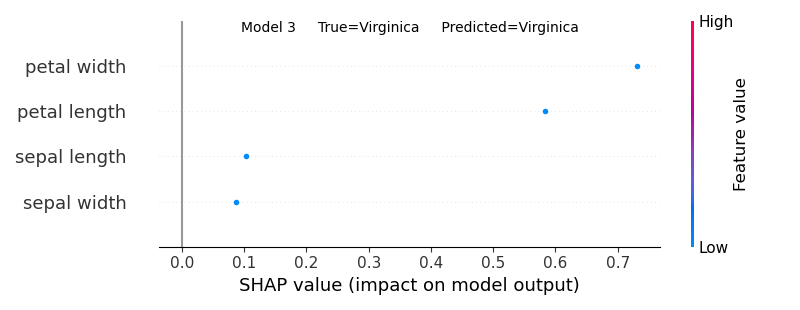 Model 3 True=Virginica Predicted=Virginica
High
petal width
petal length
sepal length
sepal width
Feature value
Low
0.0 0.1 0.2 0.3 0.4 0.5 0.6 0.7
SHAP value (impact on model output)